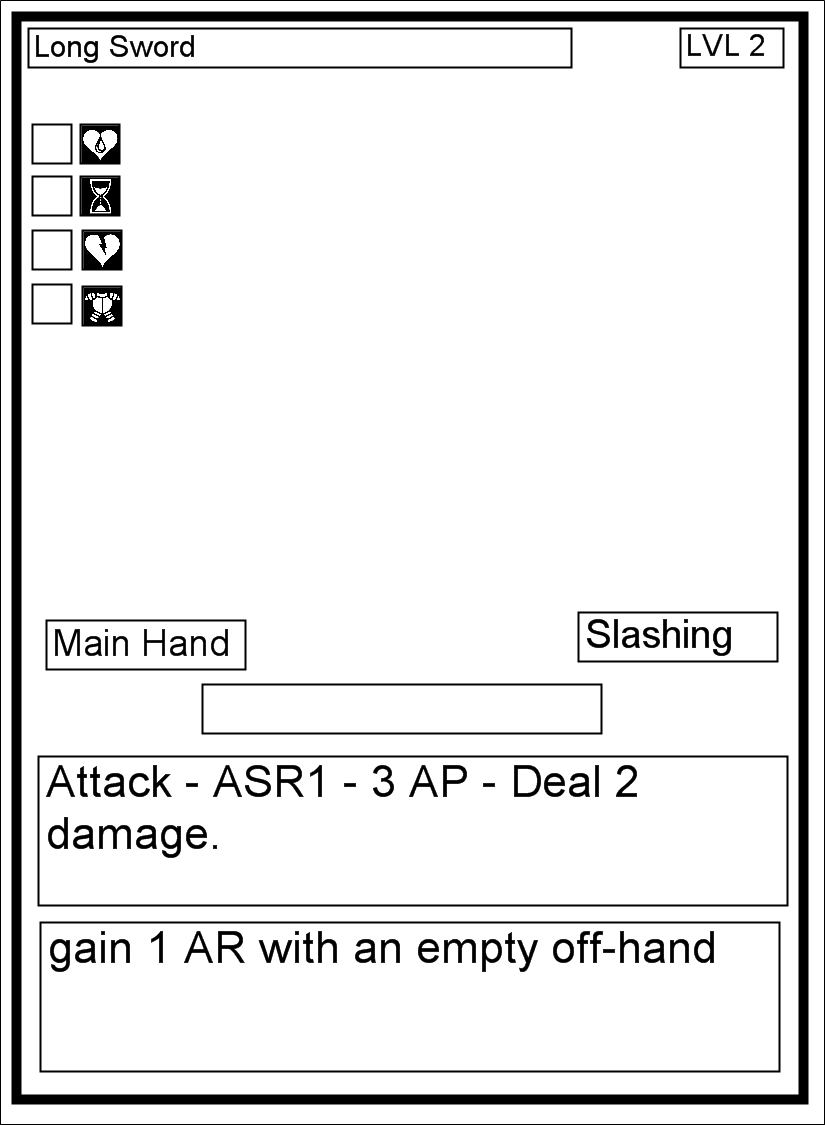 Long Sword
LVL 2
Main Hand
Slashing
Attack - ASR1 - 3 AP - Deal 2
damage.
gain 1 AR with an empty off-hand